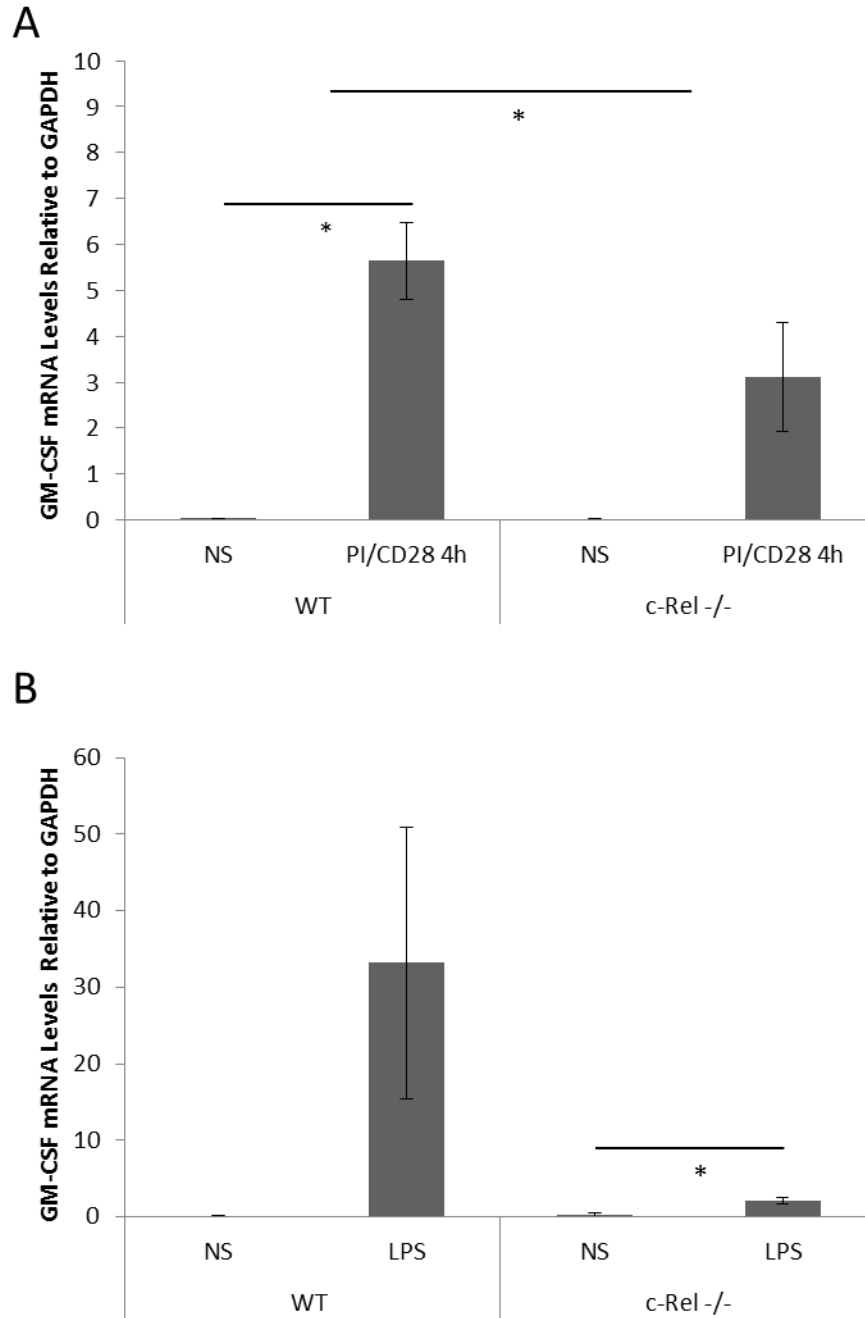 A
GM-CSF mRNA Levels Relative to GAPDH
10
9
8
7
6
5
4
3
2
1
0
*
*
NS PI/CD28 4h NS PI/CD28 4h
WT c-Rel -/-
B
GM-CSF mRNA Levels Relative to GAPDH
60
50
40
30
20
10
0
*
NS LPS NS LPS
WT c-Rel -/-